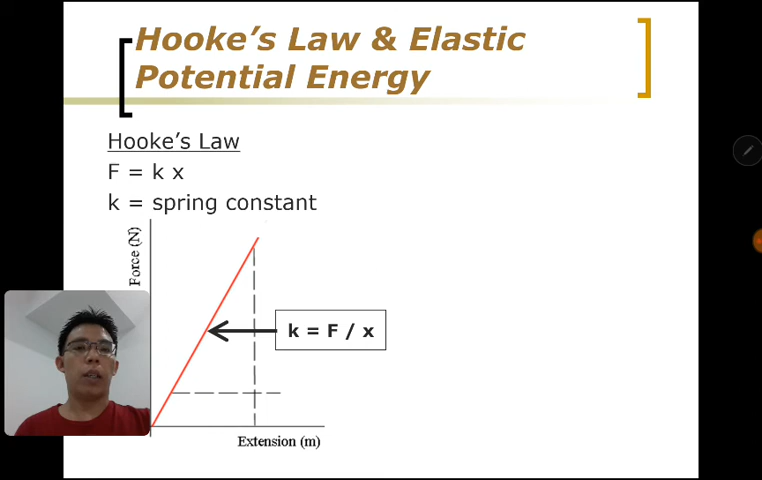 Hooke's Law & Elastic
Potential Energy
Hooke's Law
F = k x
k = spring constant
Force (N)
k = F / x
Extension (m)